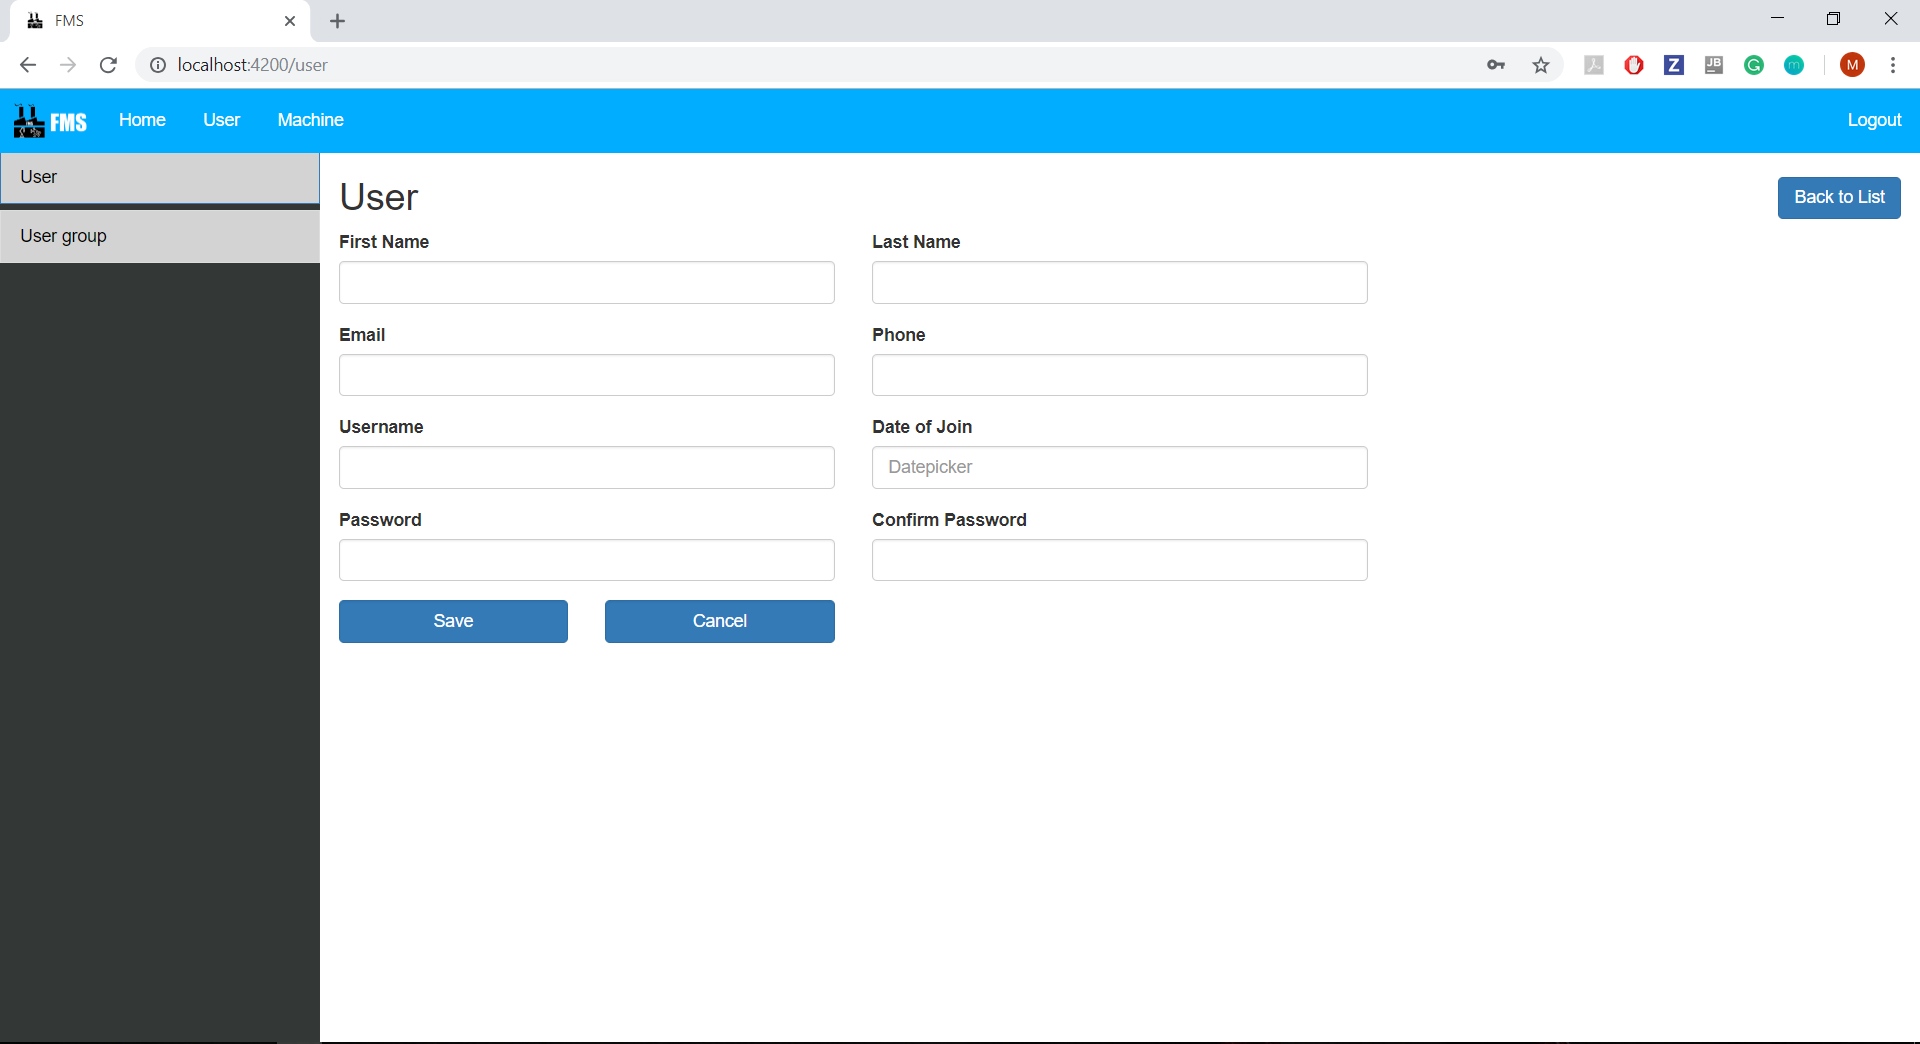 FMS
localhost:4200/user
JB
M
FMS Home User Machine Logout
User
User group
User Back to List
First Name Last Name
Email Phone
Username Date of Join
Datepicker
Password Confirm Password
Save Cancel